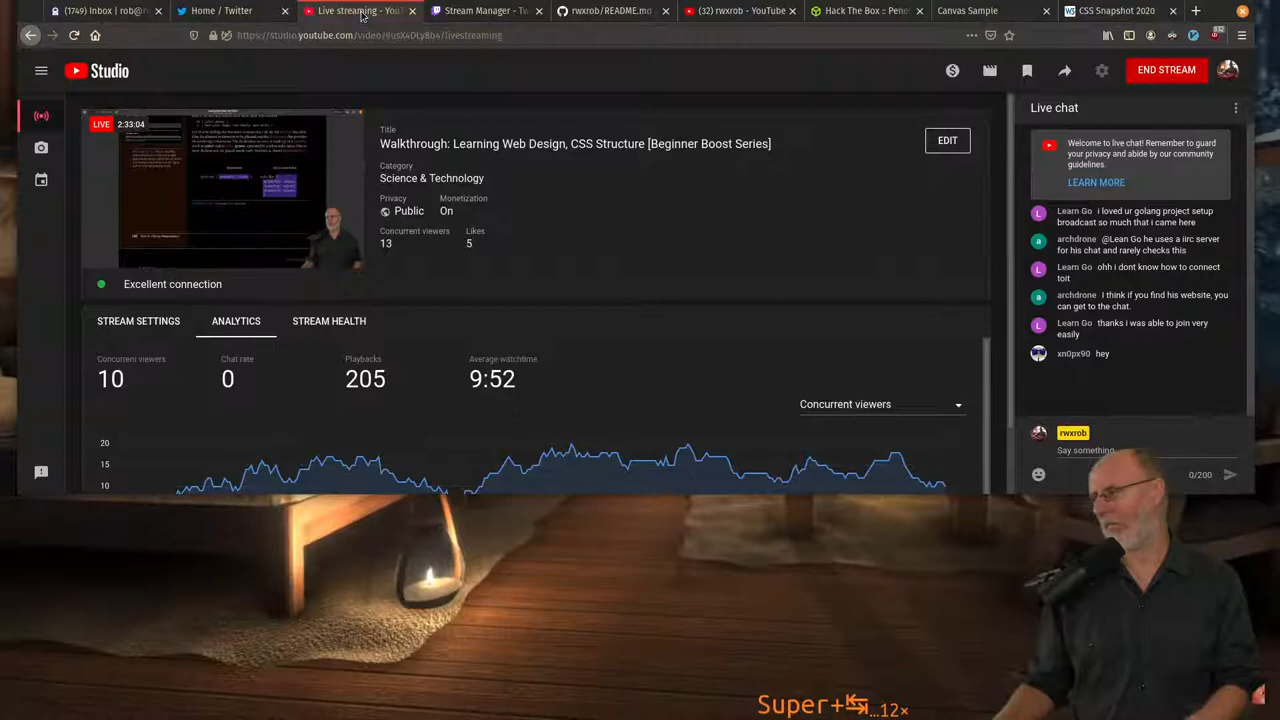 (1749) Inbox | rob@r
Home / Twitter
Live streaming - YouT
Stream Manager - Tw
rwxrob/README.md
(32) rwxrob - YouTube
Hack The Box :: Pene
Canvas Sample
CSS Snapshot 2020
https://studio.youtube.com/video/9usX4DLy8b4/livestreaming
832
Studio
END STREAM
LIVE
2:33:04
Title
Walkthrough: Learning Web Design, CSS Structure [Beginner Boost Series]
EDIT
Category
Science & Technology
Privacy
Monetization
Public
On
Concurrent viewers
Likes
13
5
Excellent connection
STREAM SETTINGS
ANALYTICS
STREAM HEALTH
Concurrent viewers
Chat rate
Playbacks
Average watchtime
10
0
205
9:52
Concurrent viewers
20
15
10
Live chat
Welcome to live chat! Remember to guard
your privacy and abide by our community
guidelines.
LEARN MORE
Learn Go i loved ur golang project setup
broadcast so much that i came here
archdrone @Lean Go he uses a iirc server
for his chat and rarely checks this
Learn Go ohh i dont know how to connect
toit
archdrone I think if you find his website, you
can get to the chat.
Learn Go thanks i was able to join very
easily
xn0px90 hey
rwxrob
Say something...
0/200
Super+↹...12×